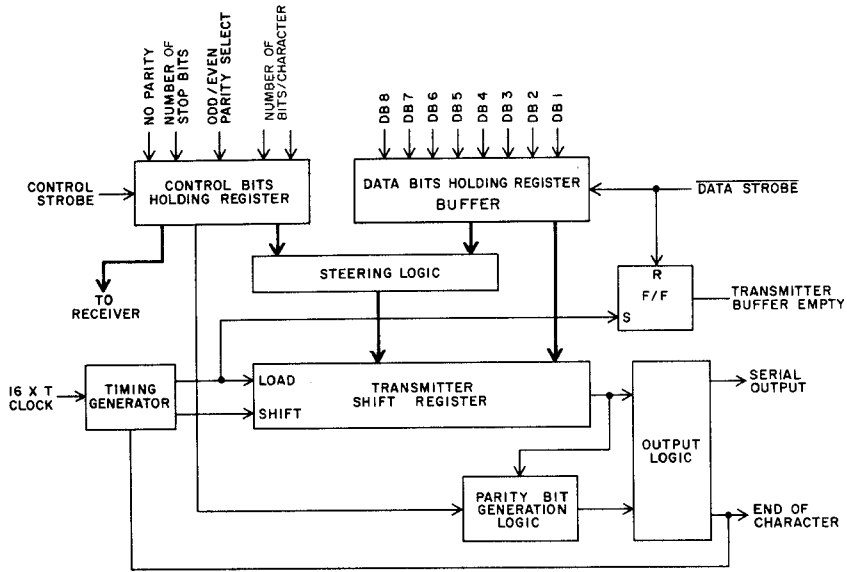 NO PARITY
NUMBER OF
STOP BITS
ODD/EVEN
PARITY SELECT
NUMBER OF
BITS/CHARACTER
DB8
DB7
DB6
DB5
DB4
DB3
DB2
DB1
CONTROL
STROBE
CONTROL BITS
HOLDING REGISTER
DATA BITS HOLDING REGISTER
BUFFER
DATA STROBE
TO
RECEIVER
STEERING LOGIC
R
F/F
S
TRANSMITTER
BUFFER EMPTY
16 X T
CLOCK
TIMING
GENERATOR
LOAD
SHIFT
TRANSMITTER
SHIFT REGISTER
OUTPUT
LOGIC
SERIAL
OUTPUT
PARITY BIT
GENERATION
LOGIC
END OF
CHARACTER